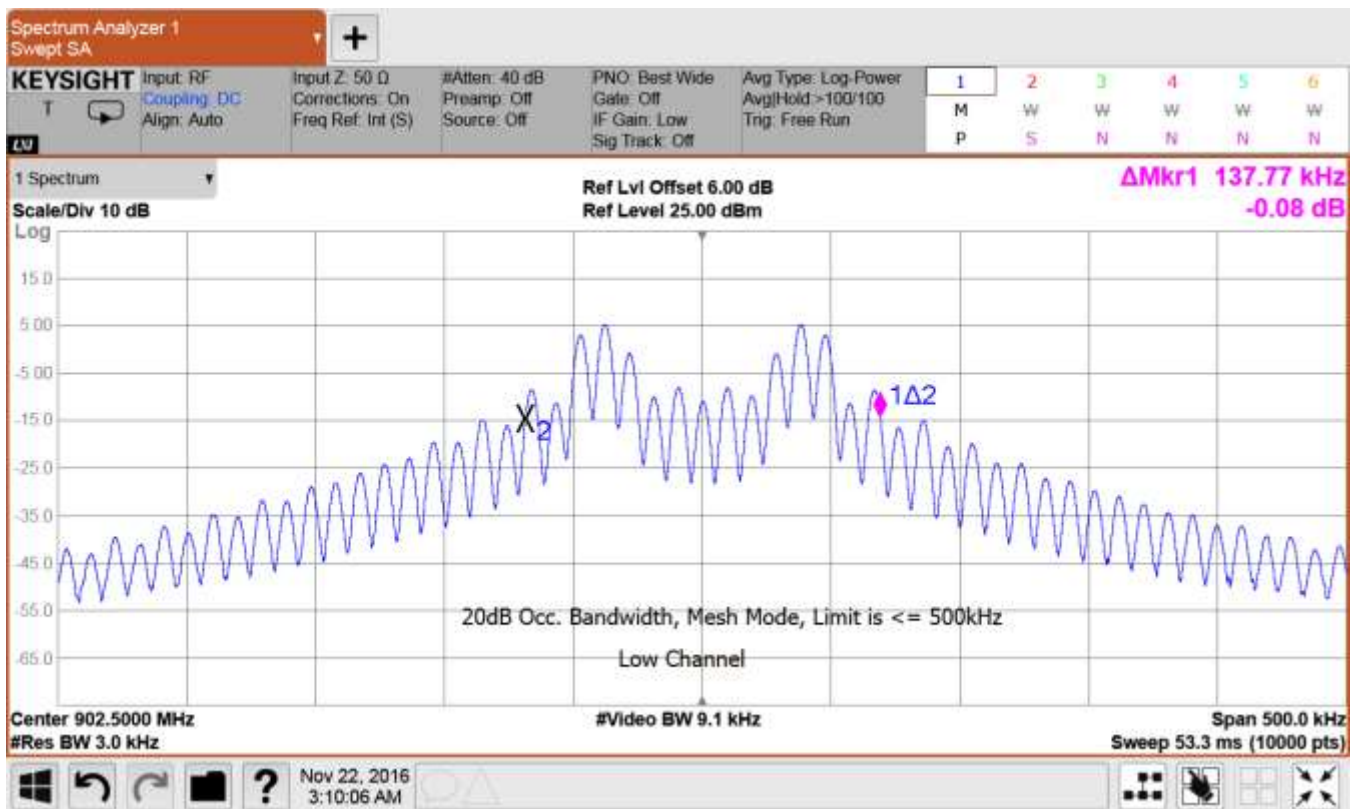 Spectrum Analyzer 1
Swept SA
+
KEYSIGHT
T
LXI
Input: RF
Coupling: DC
Align: Auto
Input Z: 50 Ω
Corrections: On
Freq Ref: Int (S)
#Atten: 40 dB
Preamp: Off
Source: Off
PNO: Best Wide
Gate: Off
IF Gain: Low
Sig Track: Off
Avg Type: Log-Power
Avg|Hold:>100/100
Trig: Free Run
1 2 3 4 5 6
M W W W W W
P S N N N N
1 Spectrum
Scale/Div 10 dB
Ref Lvl Offset 6.00 dB
Ref Level 25.00 dBm
ΔMkr1 137.77 kHz
-0.08 dB
Log
15.0
5.00
-5.00
-15.0
-25.0
-35.0
-45.0
-55.0
-65.0
X2
1Δ2
20dB Occ. Bandwidth, Mesh Mode, Limit is <= 500kHz
Low Channel
Center 902.5000 MHz
#Res BW 3.0 kHz
#Video BW 9.1 kHz
Span 500.0 kHz
Sweep 53.3 ms (10000 pts)
?
Nov 22, 2016
3:10:06 AM